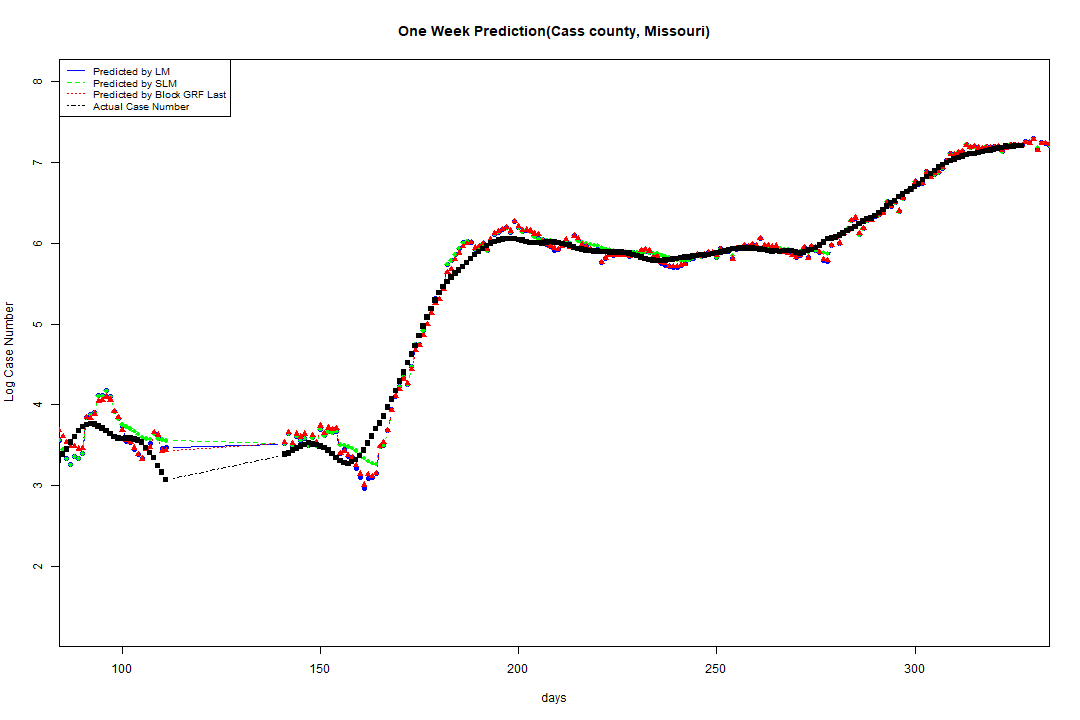 One Week Prediction(Cass county, Missouri)
Predicted by LM
Predicted by SLM
Predicted by Block GRF Last
Actual Case Number
8
7
6
5
4
3
2
Log Case Number
100 150 200 250 300
days